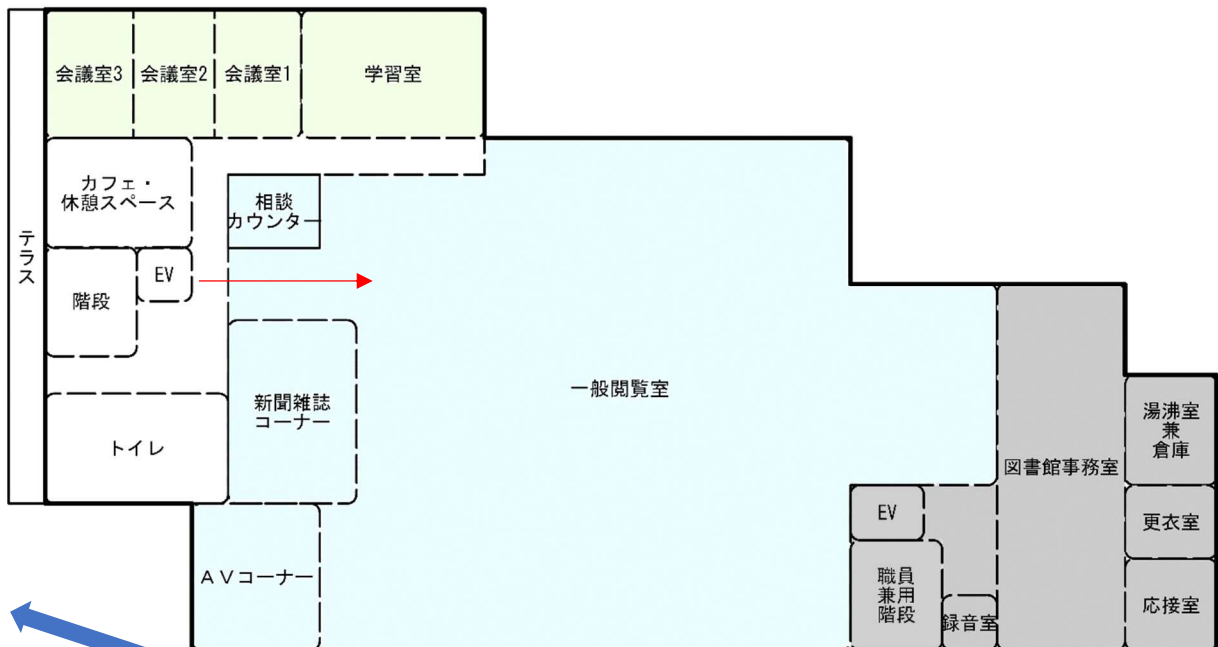 会議室3
会議室2
会議室1
学習室
カフェ・
休憩スペース
相談
カウンター
テラス
EV
階段
新聞雑誌
コーナー
一般閲覧室
トイレ
湯沸室
兼
倉庫
図書館事務室
EV
更衣室
AVコーナー
職員
兼用
階段
録音室
応接室